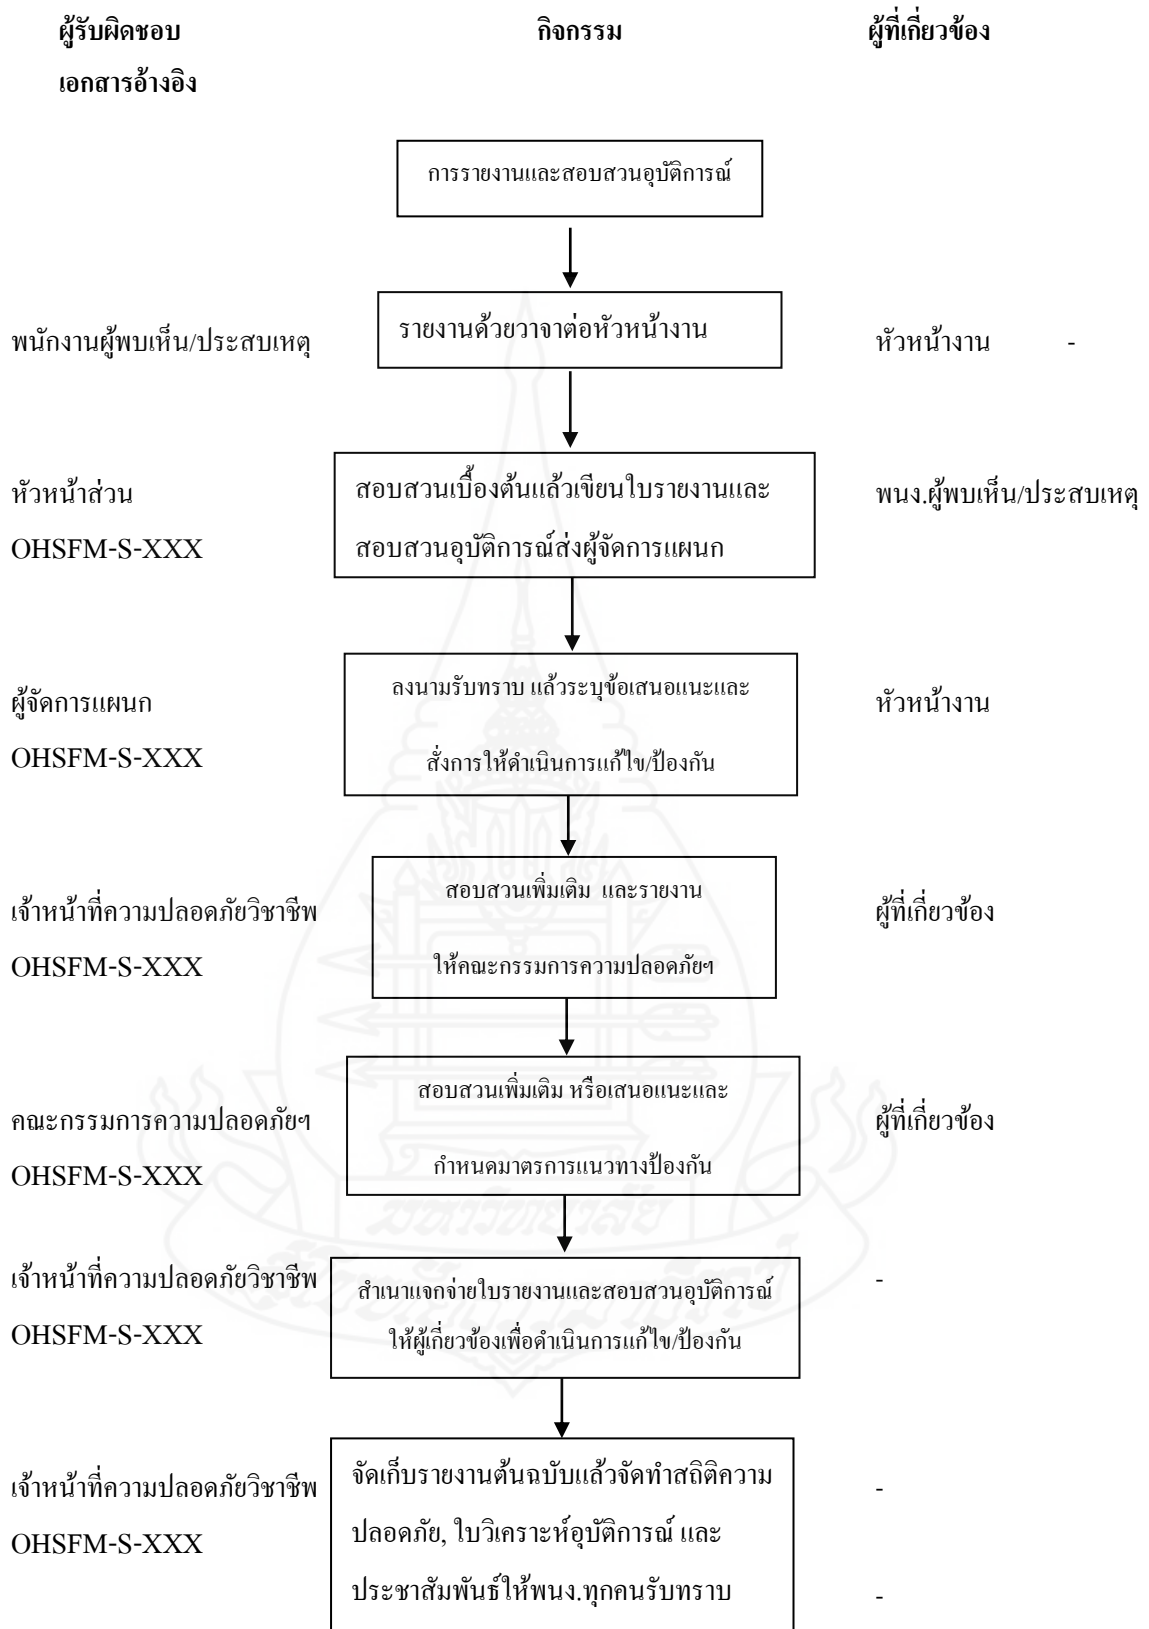 ผู้รับผิดชอบ กิจกรรม ผู้ที่เกี่ยวข้อง
เอกสารอ้างอิง
การรายงานและสอบสวนอุบัติการณ์
รายงานด้วยวาจาต่อหัวหน้างาน
พนักงานผู้พบเห็น/ประสบเหตุ หัวหน้างาน -
สอบสวนเบื้องต้นแล้วเขียนใบรายงานและ
หัวหน้าส่วน พนง.ผู้พบเห็น/ประสบเหตุ
สอบสวนอุบัติการณ์ส่งผู้จัดการแผนก
OHSFM-S-XXX
ลงนามรับทราบ แล้วระบุข้อเสนอแนะและ
ผู้จัดการแผนก หัวหน้างาน
สั่งการให้ดำเนินการแก้ไข/ป้องกัน
OHSFM-S-XXX
สอบสวนเพิ่มเติม และรายงาน
เจ้าหน้าที่ความปลอดภัยวิชาชีพ ผู้ที่เกี่ยวข้อง
ให้คณะกรรมการความปลอดภัยฯ
OHSFM-S-XXX
สอบสวนเพิ่มเติม หรือเสนอแนะและ
คณะกรรมการความปลอดภัยฯ ผู้ที่เกี่ยวข้อง
กำหนดมาตรการแนวทางป้องกัน
OHSFM-S-XXX
มหาวิทยาลัย
สุโขทัยธรรมาธิราช
เจ้าหน้าที่ความปลอดภัยวิชาชีพ -
สำเนาแจกจ่ายใบรายงานและสอบสวนอุบัติการณ์
OHSFM-S-XXX
ให้ผู้เกี่ยวข้องเพื่อดำเนินการแก้ไข/ป้องกัน
จัดเก็บรายงานต้นฉบับแล้วจัดทำสถิติความ
เจ้าหน้าที่ความปลอดภัยวิชาชีพ -
ปลอดภัย, ใบวิเคราะห์อุบัติการณ์ และ
OHSFM-S-XXX
ประชาสัมพันธ์ให้พนง.ทุกคนรับทราบ
-